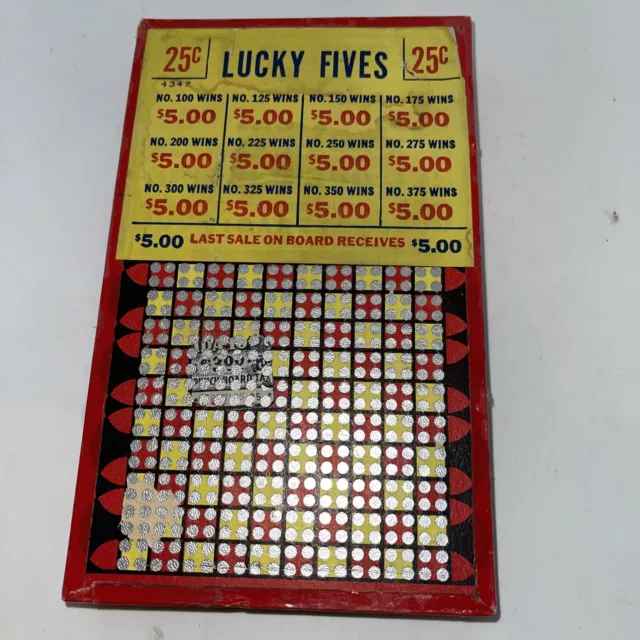 25¢ LUCKY FIVES 25¢
4347
NO. 100 WINS NO. 125 WINS NO. 150 WINS NO. 175 WINS
$5.00 $5.00 $5.00 $5.00
NO. 200 WINS NO. 225 WINS NO. 250 WINS NO. 275 WINS
$5.00 $5.00 $5.00 $5.00
NO. 300 WINS NO. 325 WINS NO. 350 WINS NO. 375 WINS
$5.00 $5.00 $5.00 $5.00
$5.00 LAST SALE ON BOARD RECEIVES $5.00